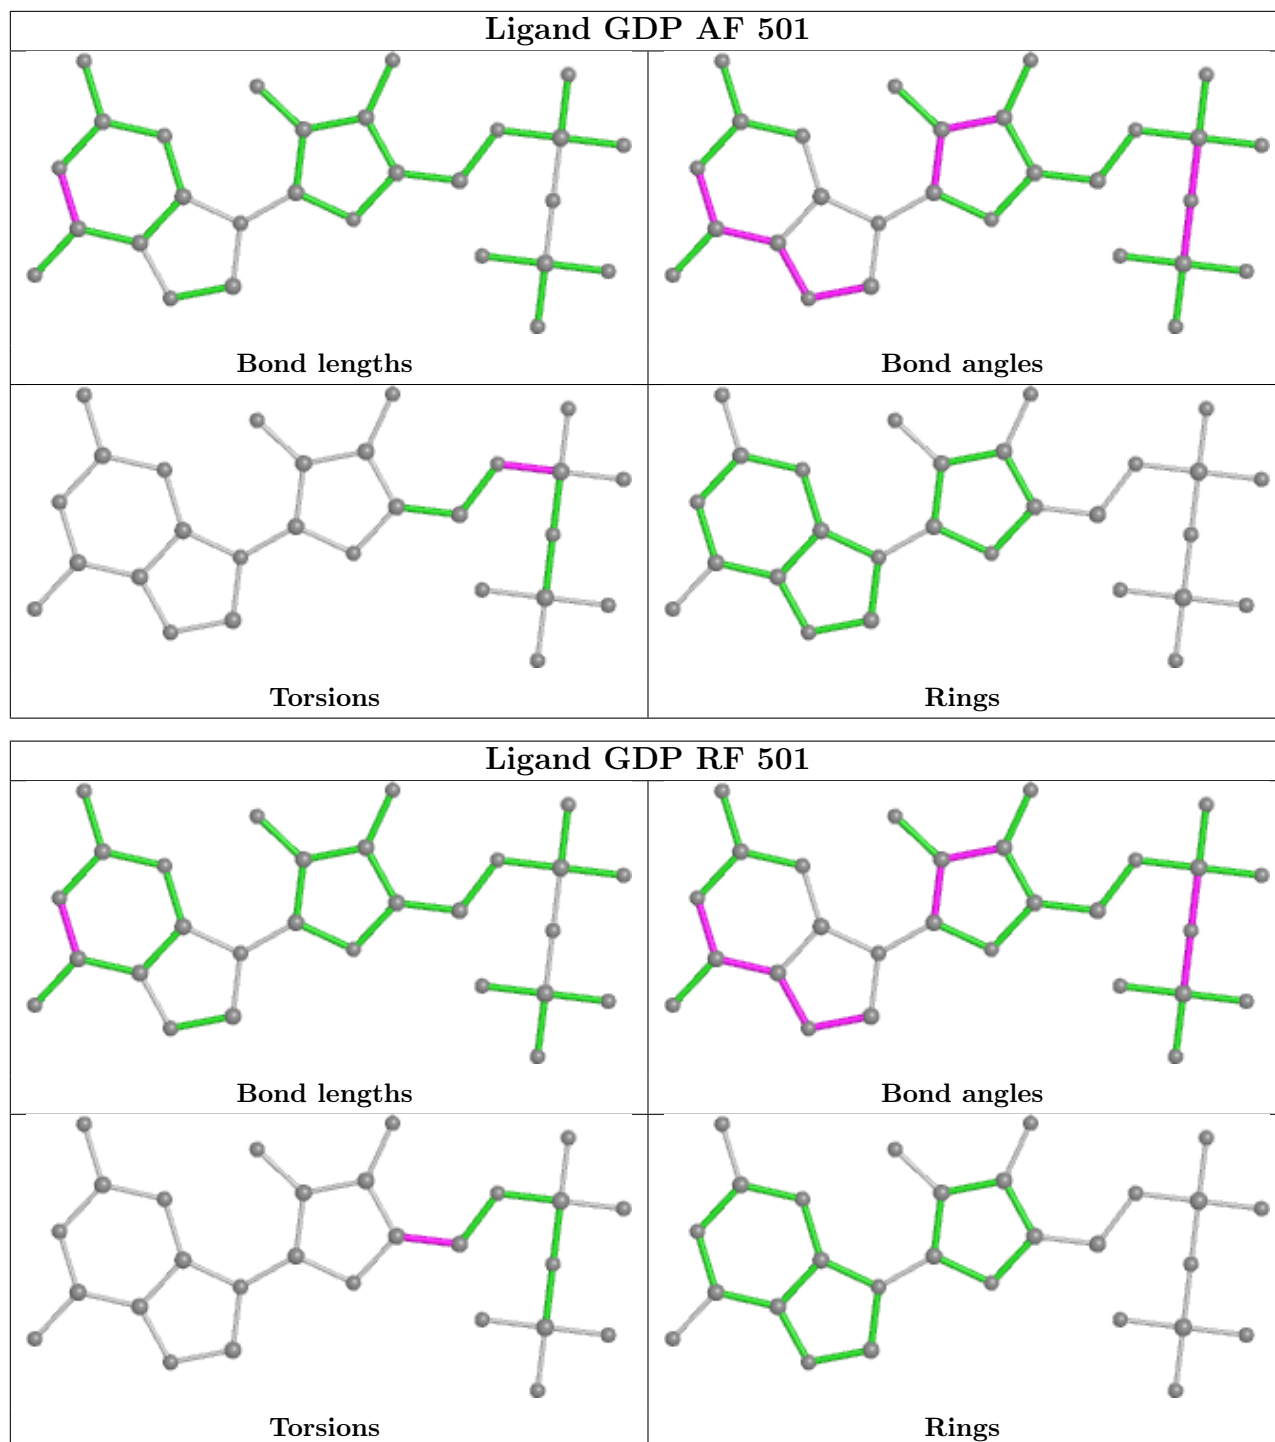 Ligand GDP AF 501
Bond lengths
Bond angles
Torsions
Rings
Ligand GDP RF 501
Bond lengths
Bond angles
Torsions
Rings